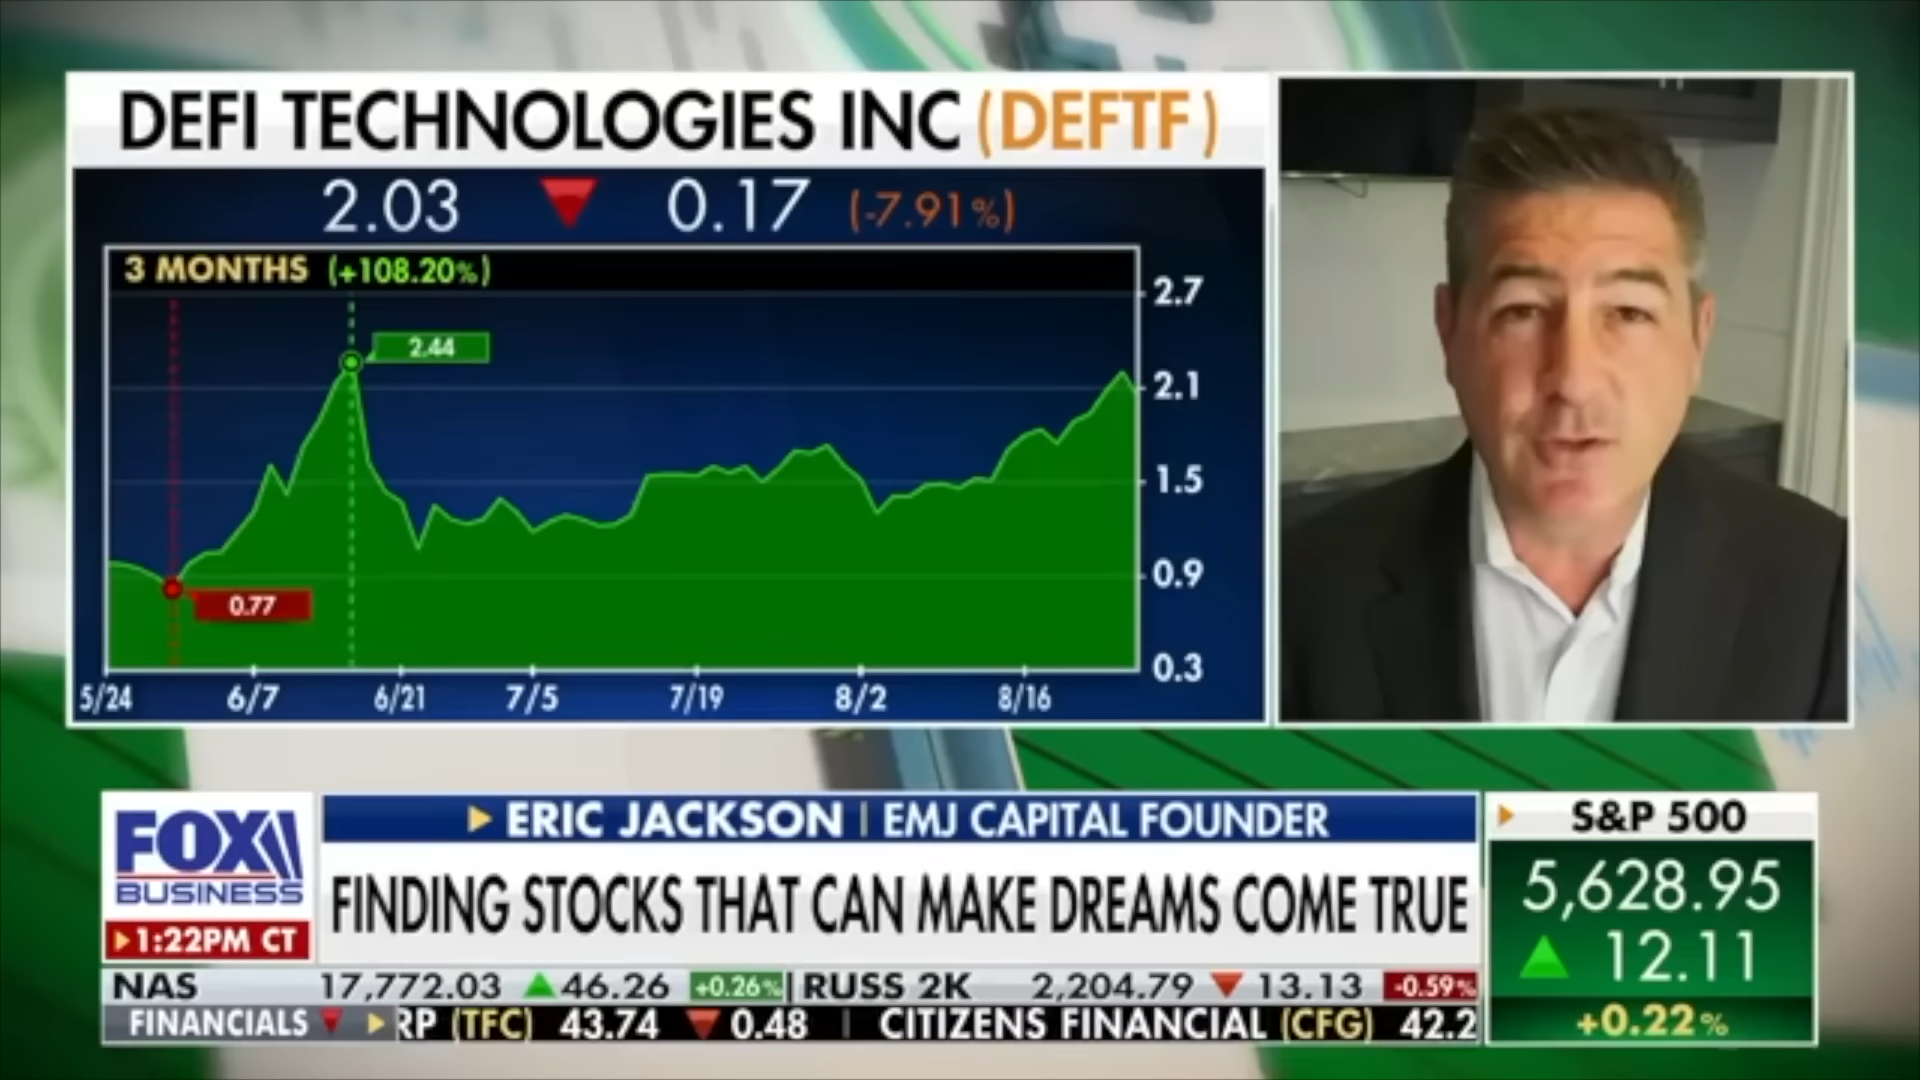 DEFI TECHNOLOGIES INC (DEFTF)
2.03 ▼ 0.17 (-7.91%)
3 MONTHS (+108.20%)
2.7
2.44
2.1
1.5
0.9
0.77
0.3
5/24 6/7 6/21 7/5 7/19 8/2 8/16
FOX
BUSINESS
1:22PM CT
ERIC JACKSON | EMJ CAPITAL FOUNDER
FINDING STOCKS THAT CAN MAKE DREAMS COME TRUE
S&P 500
5,628.95
▲ 12.11
+0.22%
NAS 17,772.03 ▲ 46.26 +0.26% | RUSS 2K 2,204.79 ▼ 13.13 -0.59%
FINANCIALS ▼ RP (TFC) 43.74 ▼ 0.48 | CITIZENS FINANCIAL (CFG) 42.2